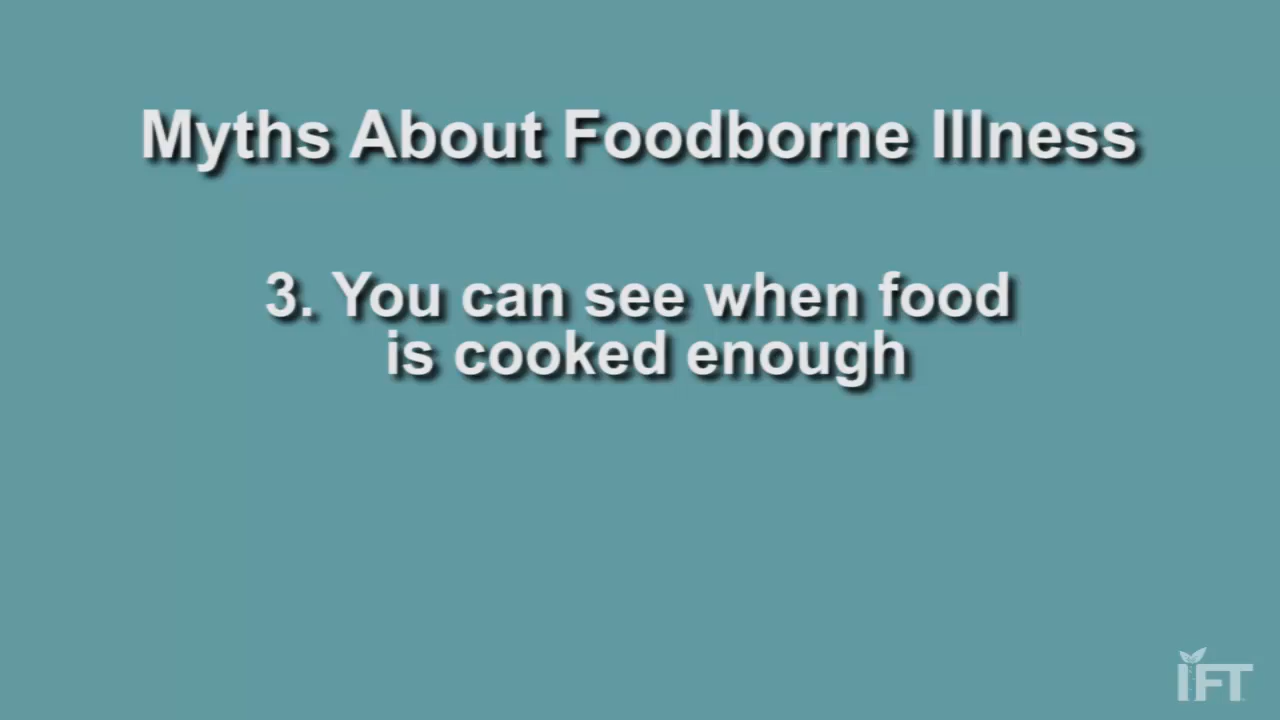 Myths About Foodborne Illness
3. You can see when food
is cooked enough
IFT